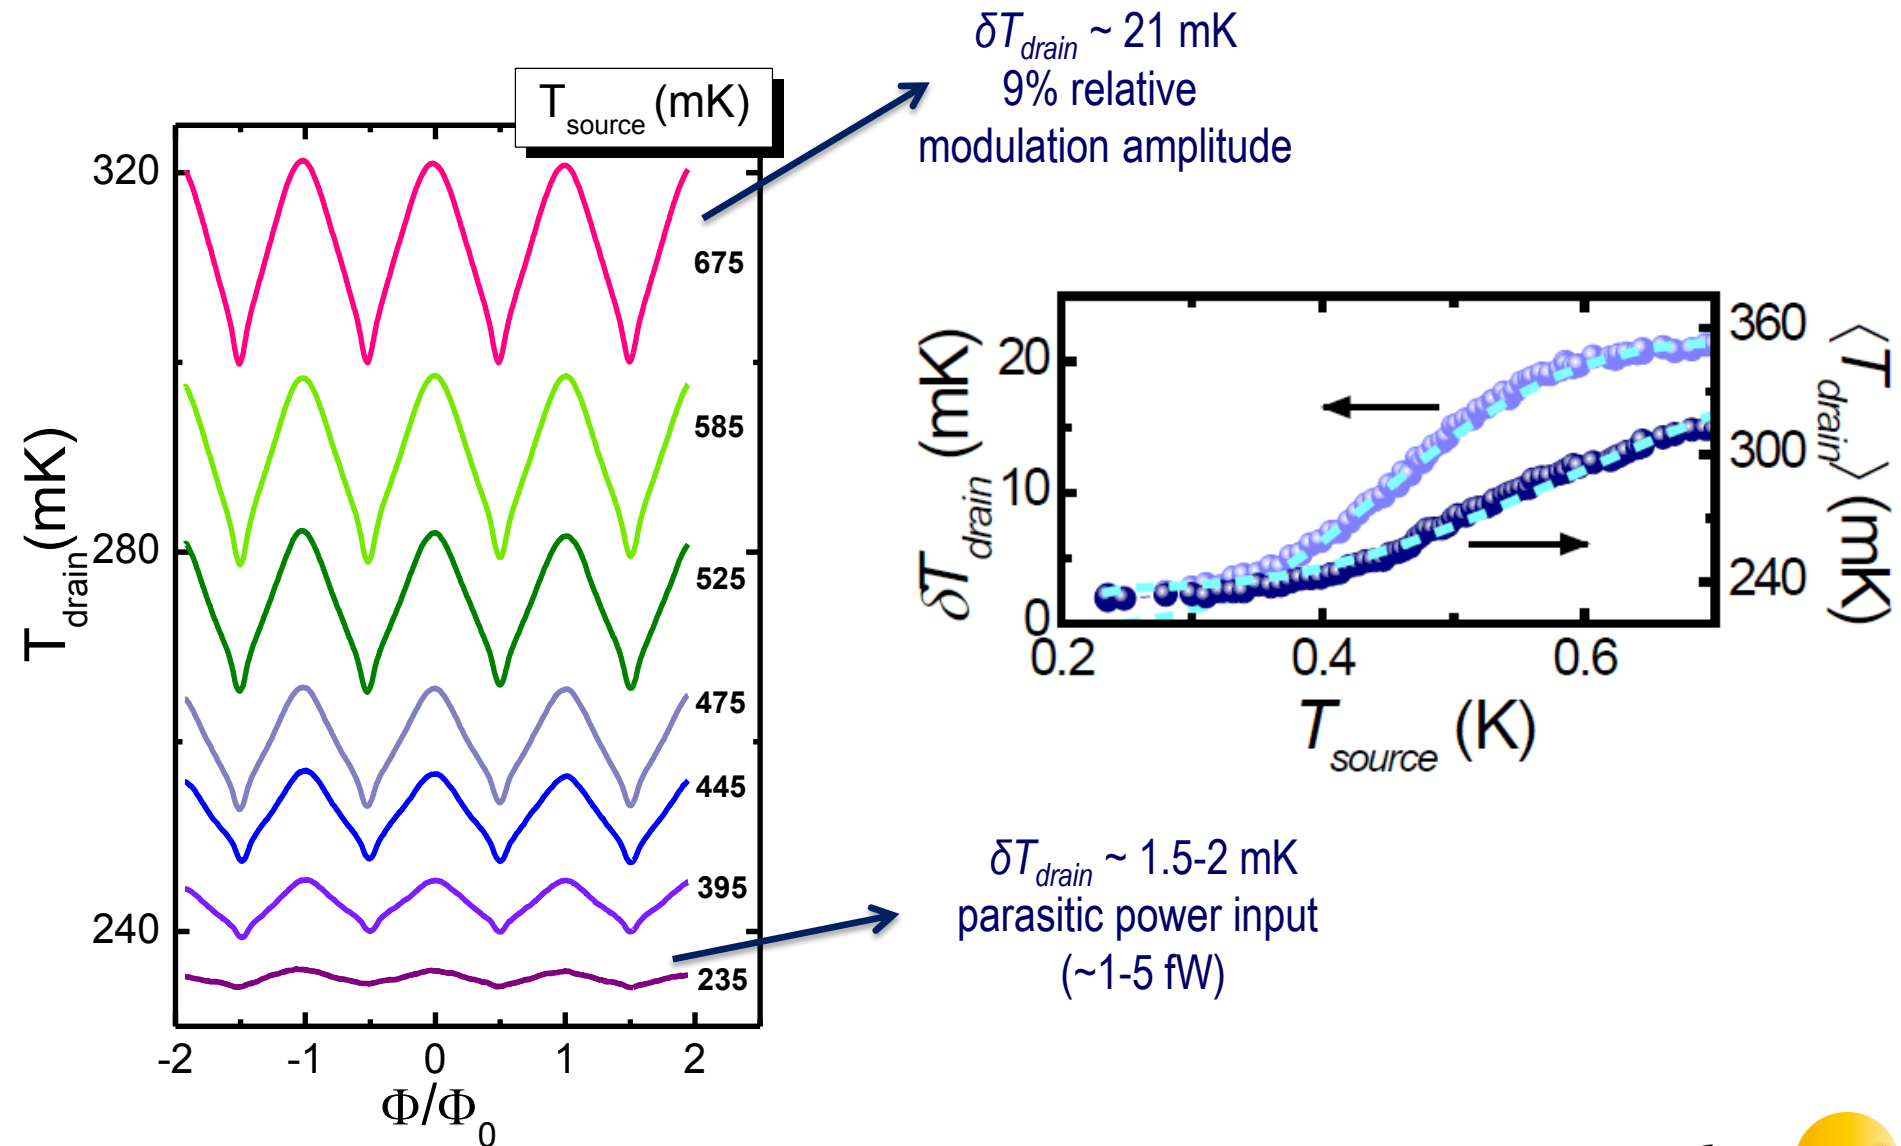 T_source (mK)
320
280
240
T_drain (mK)
675
585
525
475
445
395
235
-2 -1 0 1 2
Φ/Φ_0
δT_drain ~ 21 mK
9% relative
modulation amplitude
20
10
0
δT_drain (mK)
360
300
240
⟨T_drain⟩ (mK)
0.2 0.4 0.6
T_source (K)
δT_drain ~ 1.5-2 mK
parasitic power input
(~1-5 fW)